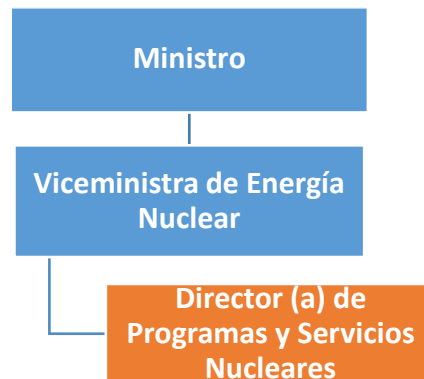 Ministro
Viceministra de Energía
Nuclear
Director (a) de
Programas y Servicios
Nucleares